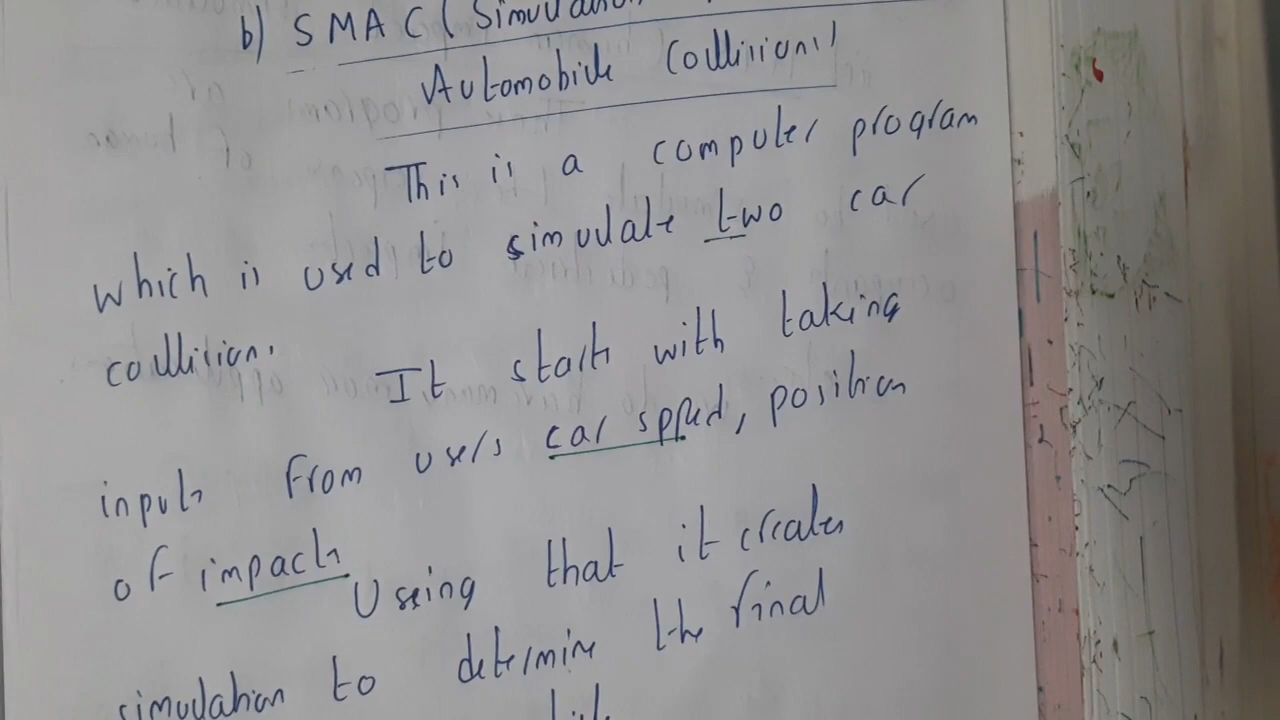 b) SMAC (Simulation
Automobile Collisions)
This is a computer program
which is used to simulate two car
collision.
It starts with taking
inputs from users car speed, position
of impacts
Using that it creates
simulation to determine the final